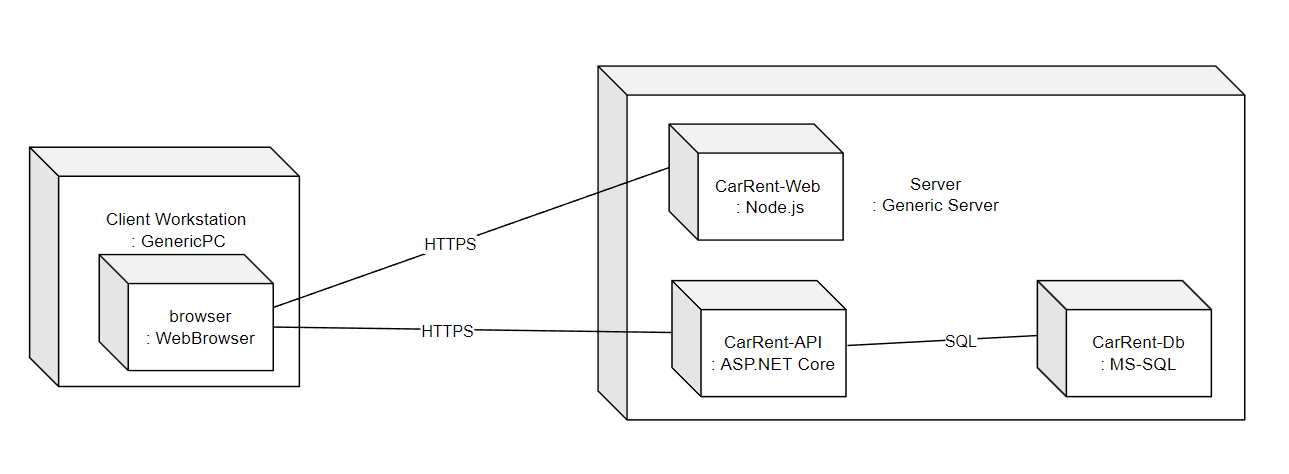 Client Workstation
: GenericPC
browser
: WebBrowser
HTTPS
HTTPS
CarRent-Web
: Node.js
Server
: Generic Server
CarRent-API
: ASP.NET Core
SQL
CarRent-Db
: MS-SQL